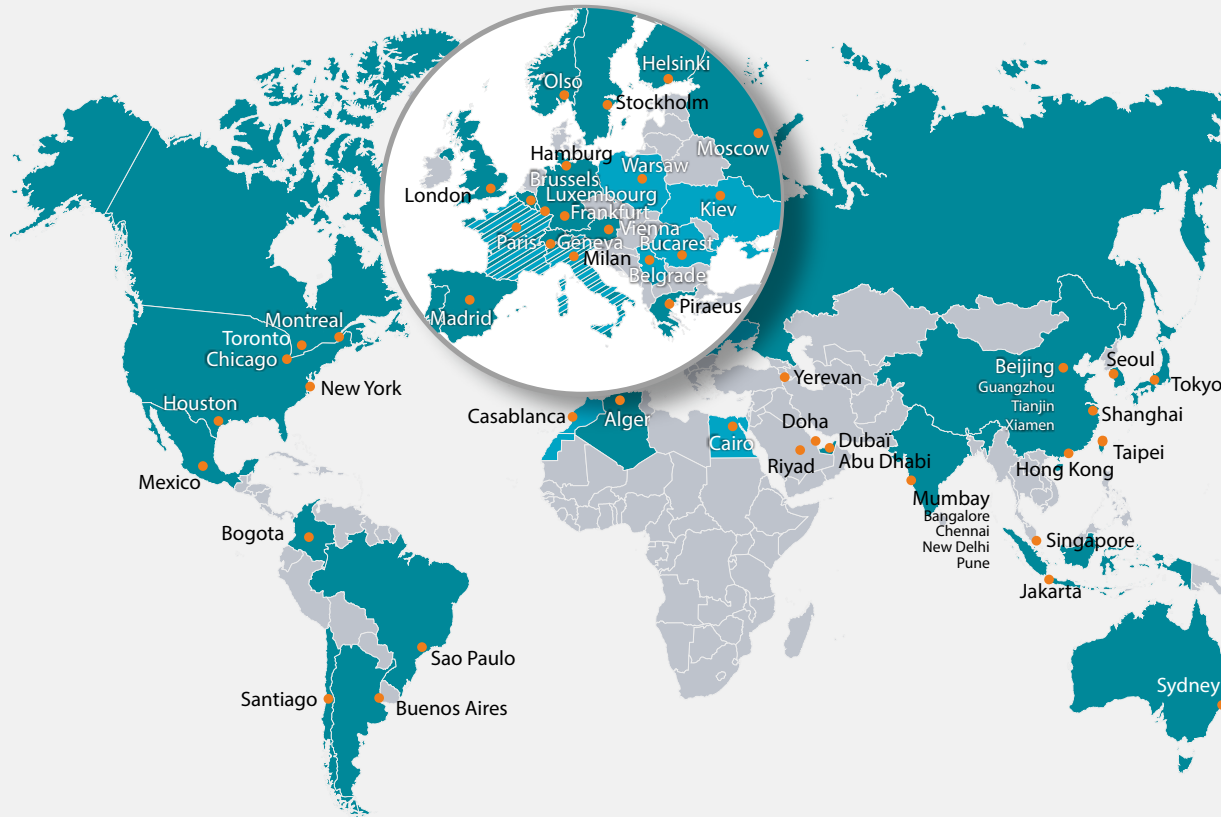 Helsinki
Olso
Stockholm
Moscow
Hamburg
Warsaw
Brussels
London
Luxembourg
Kiev
Frankfurt
Vienna
Paris
Geneva
Bucarest
Milan
Belgrade
Madrid
Piraeus
Montreal
Toronto
Chicago
New York
Houston
Mexico
Bogota
Sao Paulo
Santiago
Buenos Aires
Casablanca
Alger
Cairo
Yerevan
Doha
Dubaï
Riyad
Abu Dhabi
Beijing
Guangzhou
Tianjin
Xiamen
Seoul
Tokyo
Shanghai
Taipei
Hong Kong
Mumbay
Bangalore
Chennai
New Delhi
Pune
Singapore
Jakarta
Sydney